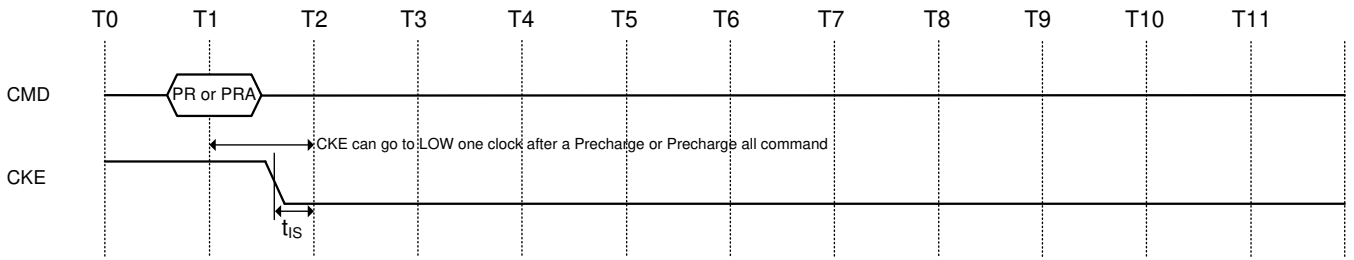 T0 T1 T2 T3 T4 T5 T6 T7 T8 T9 T10 T11
CMD PR or PRA
CKE can go to LOW one clock after a Precharge or Precharge all command
CKE
tIS